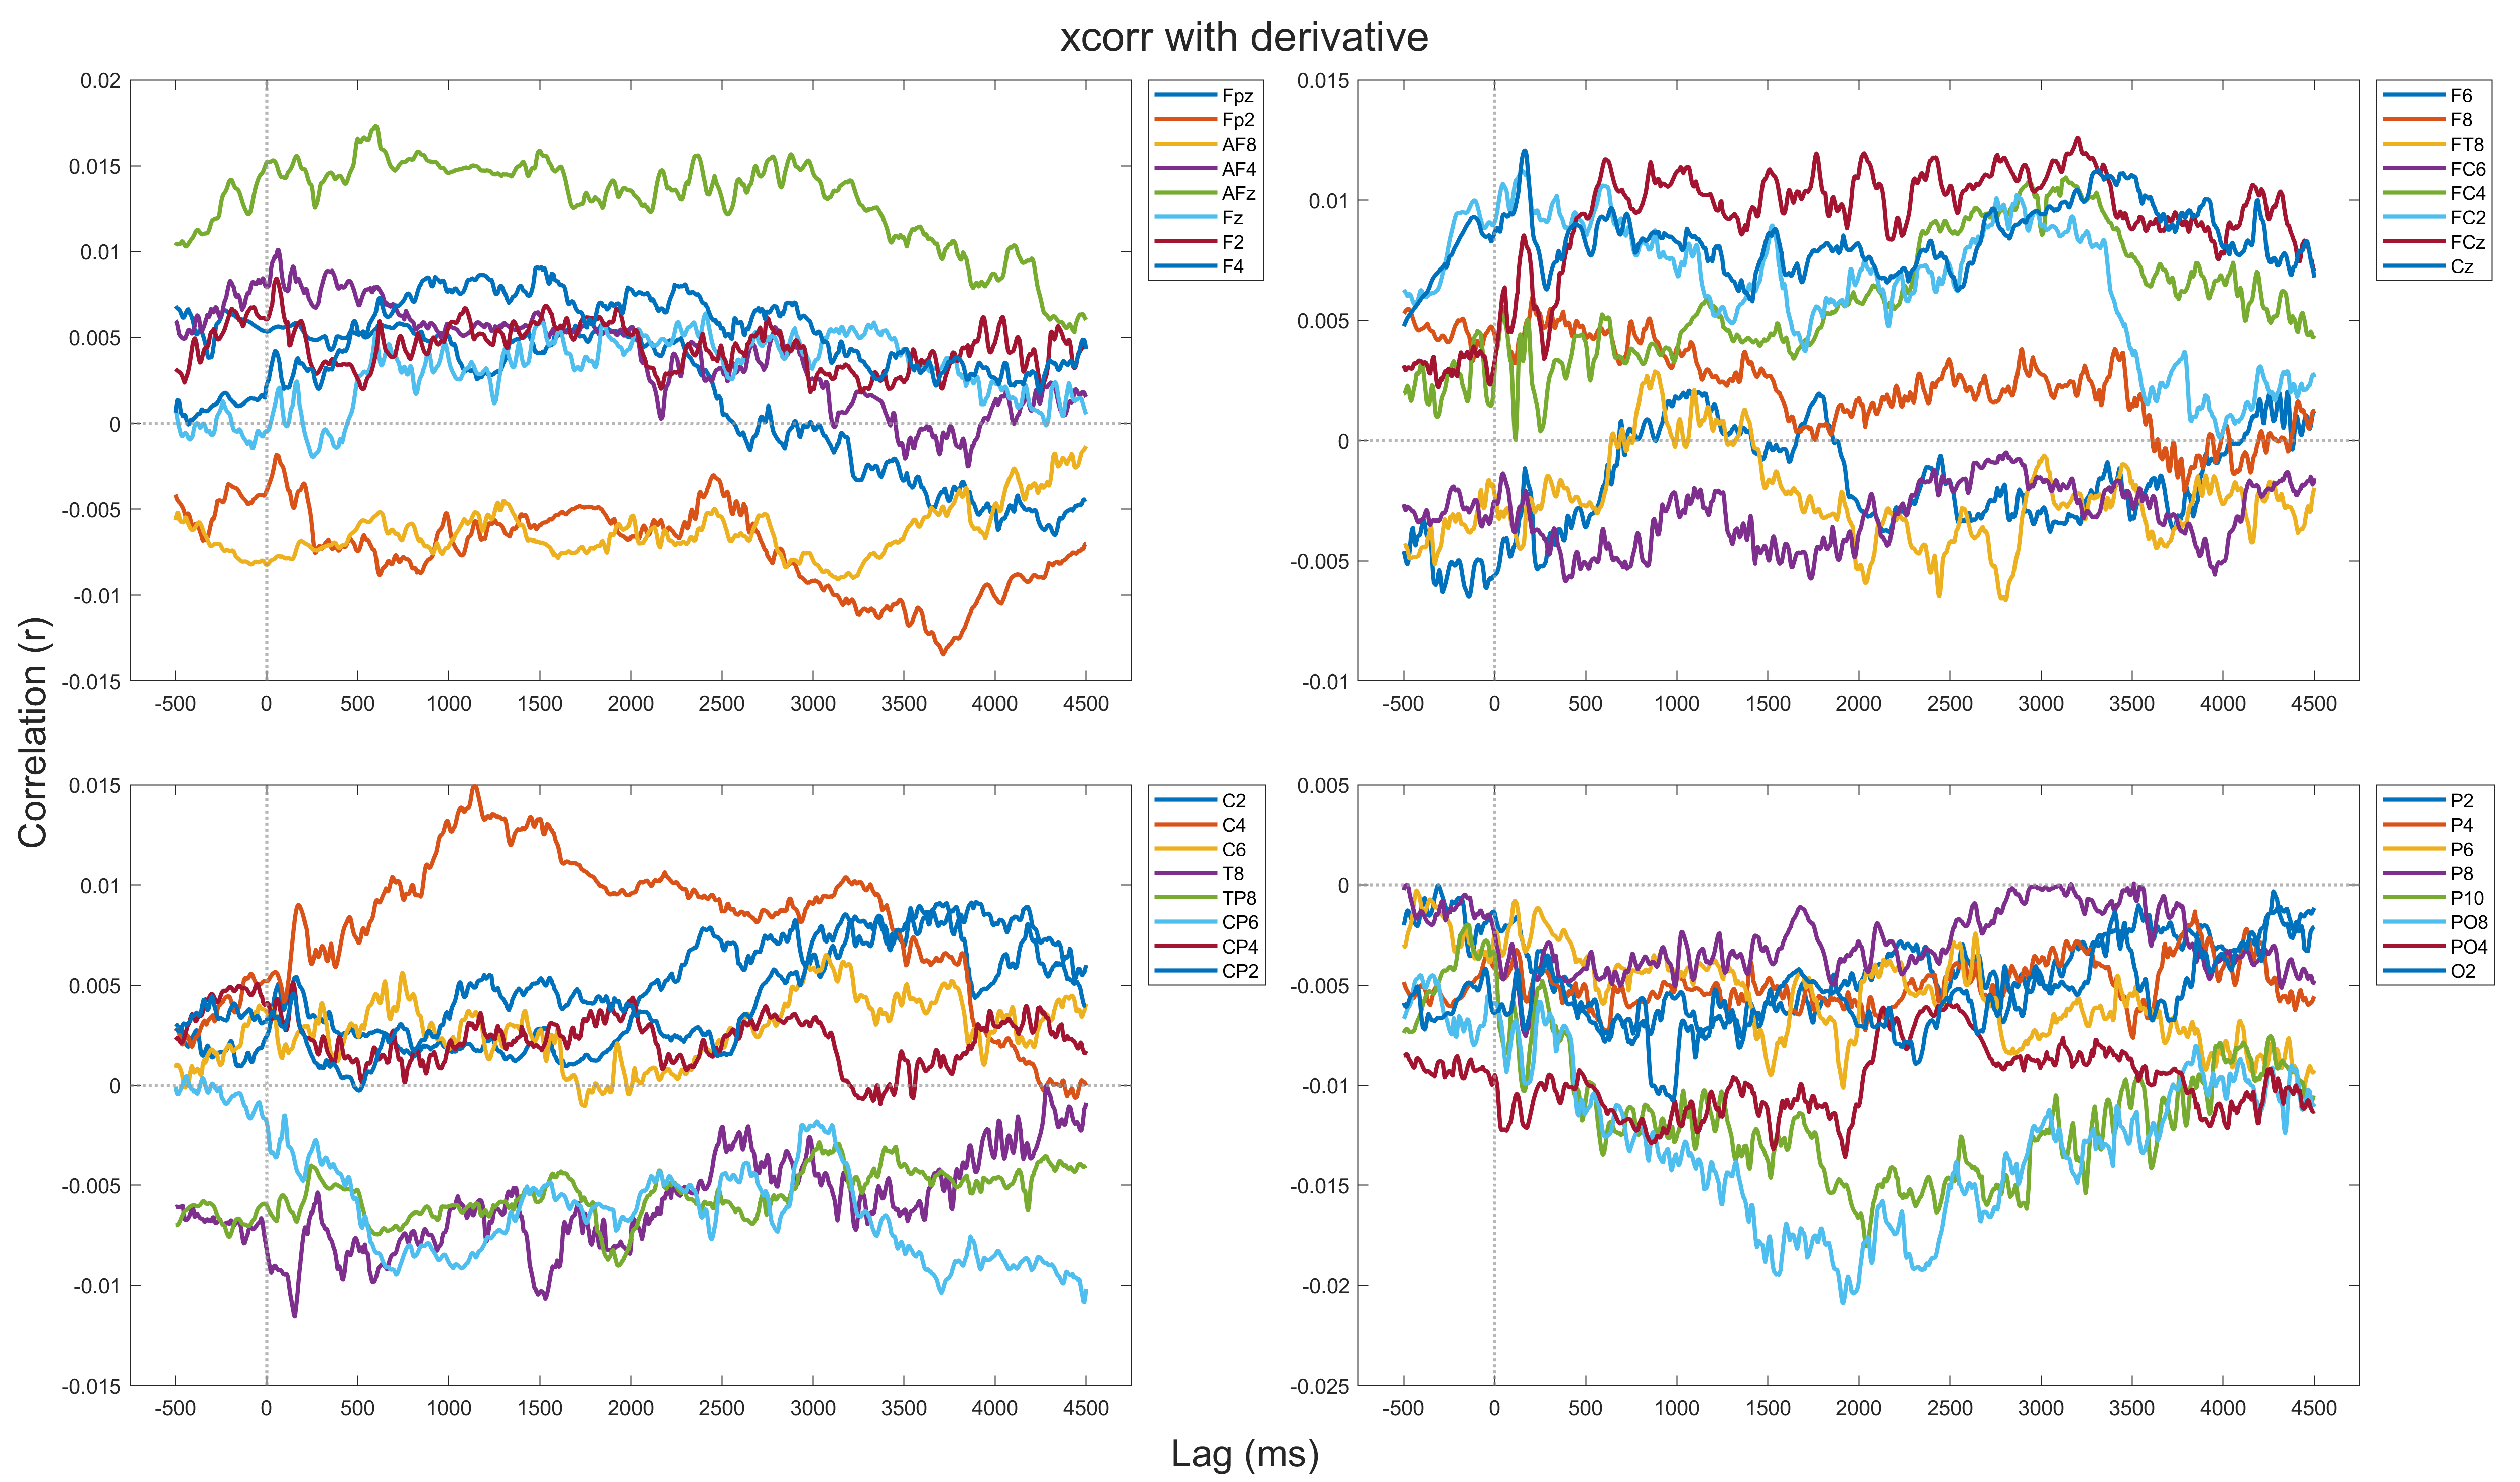 xcorr with derivative
Correlation (r)
0.02
0.015
0.01
0.005
0
-0.005
-0.01
-0.015
-500 0 500 1000 1500 2000 2500 3000 3500 4000 4500
Fpz
Fp2
AF8
AF4
AFz
Fz
F2
F4
0.015
0.01
0.005
0
-0.005
-0.01
-500 0 500 1000 1500 2000 2500 3000 3500 4000 4500
F6
F8
FT8
FC6
FC4
FC2
FCz
Cz
0.015
0.01
0.005
0
-0.005
-0.01
-0.015
-500 0 500 1000 1500 2000 2500 3000 3500 4000 4500
C2
C4
C6
T8
TP8
CP6
CP4
CP2
0.005
0
-0.005
-0.01
-0.015
-0.02
-0.025
-500 0 500 1000 1500 2000 2500 3000 3500 4000 4500
P2
P4
P6
P8
P10
PO8
PO4
O2
Lag (ms)